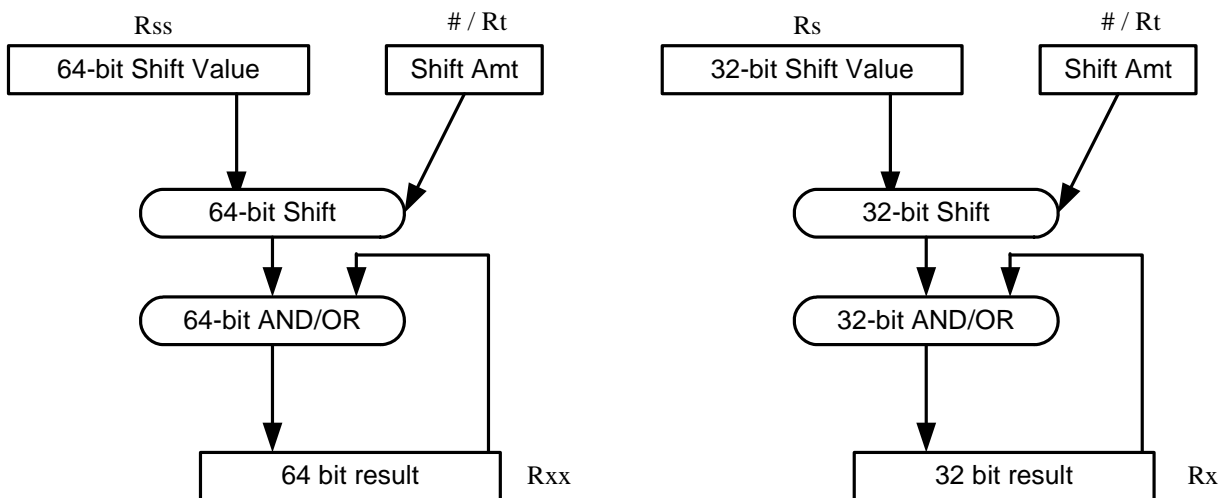 Rss
# / Rt
64-bit Shift Value
Shift Amt
64-bit Shift
64-bit AND/OR
64 bit result
Rxx
Rs
# / Rt
32-bit Shift Value
Shift Amt
32-bit Shift
32-bit AND/OR
32 bit result
Rx